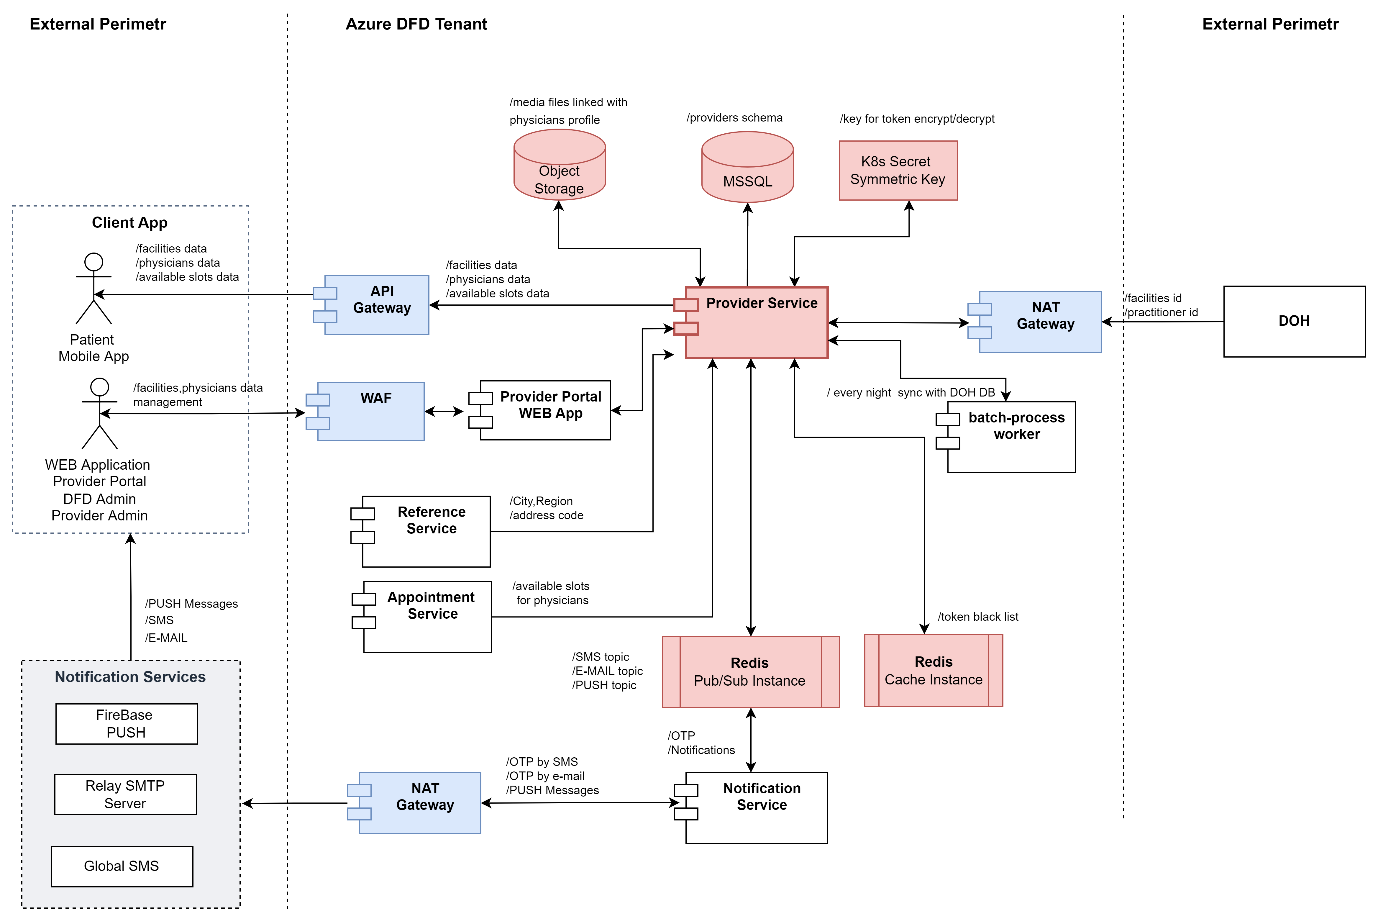 External Perimetr
Azure DFD Tenant
External Perimetr
/media files linked with
physicians profile
/providers schema
/key for token encrypt/decrypt
Object
Storage
MSSQL
K8s Secret
Symmetric Key
Client App
/facilities data
/physicians data
/available slots data
Patient
Mobile App
API
Gateway
/facilities data
/physicians data
/available slots data
Provider Service
NAT
Gateway
/facilities id
/practitioner id
DOH
/facilities,physicians data
management
WEB Application
Provider Portal
DFD Admin
Provider Admin
WAF
Provider Portal
WEB App
/ every night  sync with DOH DB
batch-process
worker
Reference
Service
/City,Region
/address code
Appointment
Service
/available slots
for physicians
/token black list
/PUSH Messages
/SMS
/E-MAIL
/SMS topic
/E-MAIL topic
/PUSH topic
Redis
Pub/Sub Instance
Redis
Cache Instance
Notification Services
FireBase
PUSH
Relay SMTP
Server
Global SMS
/OTP
/Notifications
/OTP by SMS
/OTP by e-mail
/PUSH Messages
NAT
Gateway
Notification
Service